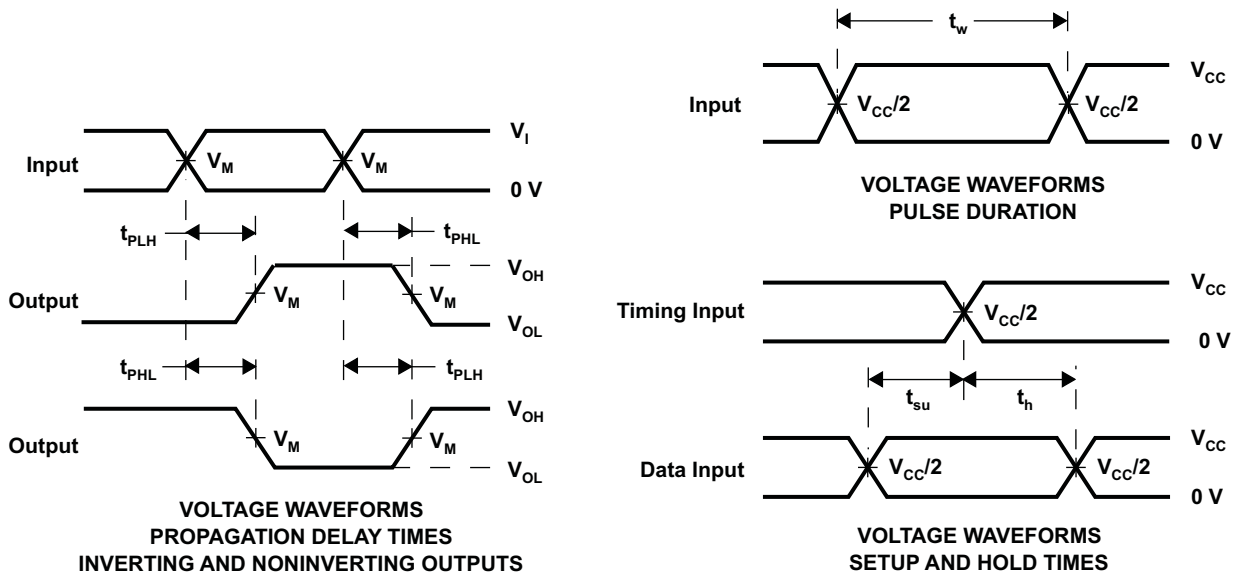 Input
V_M
V_M
V_I
0 V
t_PLH
t_PHL
Output
V_M
V_M
V_OH
V_OL
t_PHL
t_PLH
Output
V_M
V_M
V_OH
V_OL
VOLTAGE WAVEFORMS
PROPAGATION DELAY TIMES
INVERTING AND NONINVERTING OUTPUTS
t_w
Input
V_CC/2
V_CC/2
V_CC
0 V
VOLTAGE WAVEFORMS
PULSE DURATION
Timing Input
V_CC/2
V_CC
0 V
t_su
t_h
Data Input
V_CC/2
V_CC/2
V_CC
0 V
VOLTAGE WAVEFORMS
SETUP AND HOLD TIMES